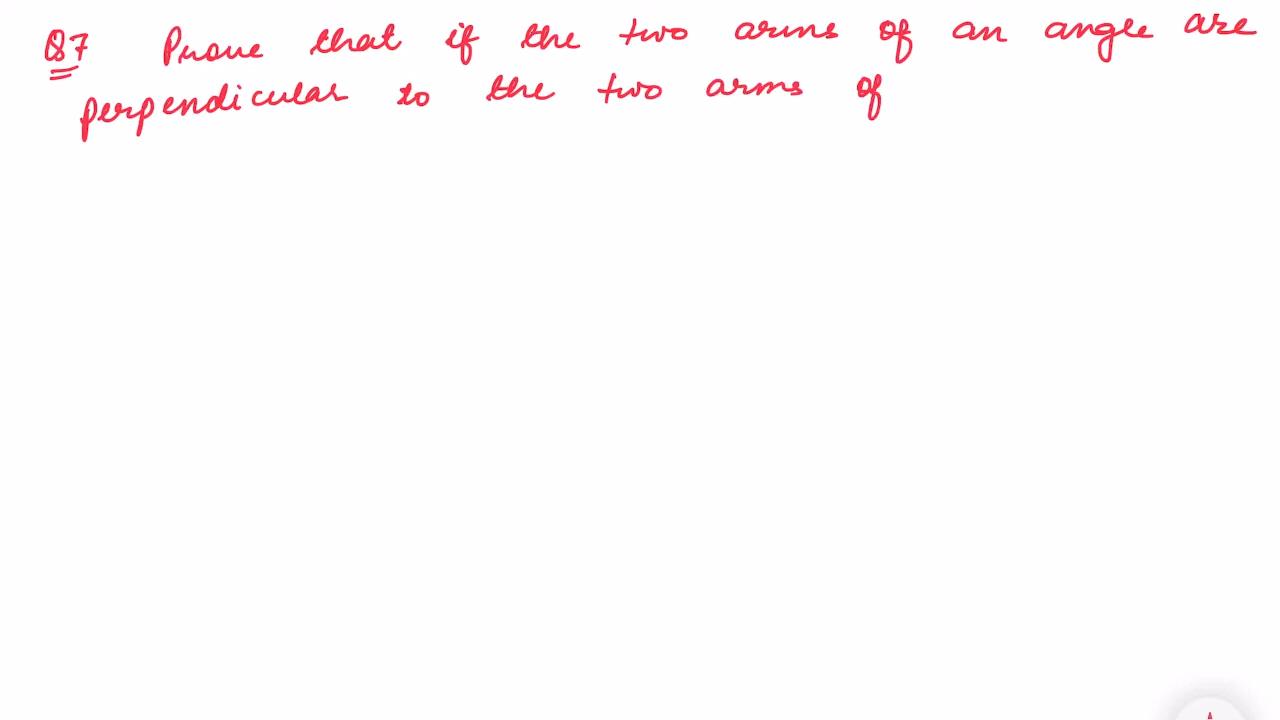 Q7 Prove that if the two arms of an angle are
perpendicular to the two arms of